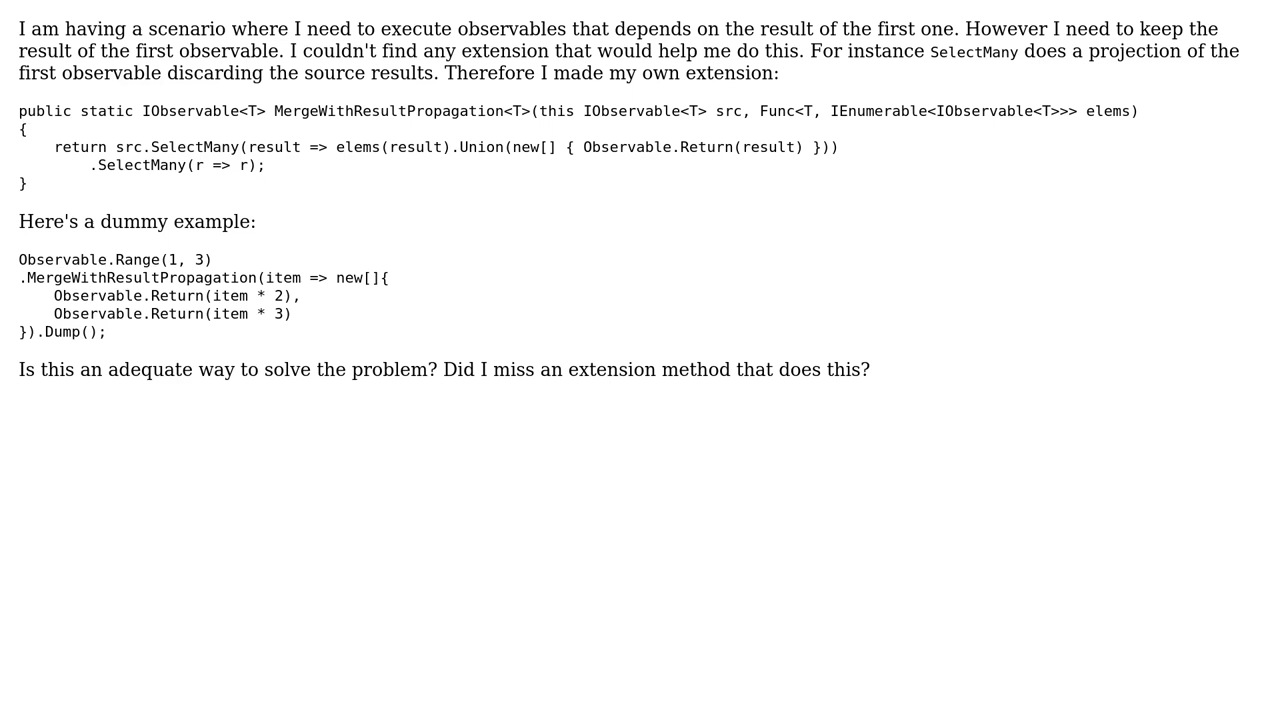 I am having a scenario where I need to execute observables that depends on the result of the first one. However I need to keep the
result of the first observable. I couldn't find any extension that would help me do this. For instance SelectMany does a projection of the
first observable discarding the source results. Therefore I made my own extension:
public static IObservable<T> MergeWithResultPropagation<T>(this IObservable<T> src, Func<T, IEnumerable<IObservable<T>>> elems)
{
    return src.SelectMany(result => elems(result).Union(new[] { Observable.Return(result) }))
        .SelectMany(r => r);
}
Here's a dummy example:
Observable.Range(1, 3)
.MergeWithResultPropagation(item => new[]{
    Observable.Return(item * 2),
    Observable.Return(item * 3)
}).Dump();
Is this an adequate way to solve the problem? Did I miss an extension method that does this?